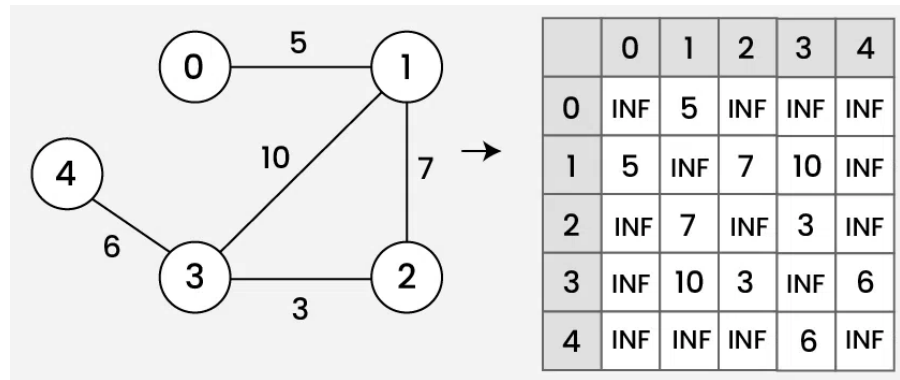 5
0 1
10
4
7
6
3 2
3
0 1 2 3 4
0 INF 5 INF INF INF
1 5 INF 7 10 INF
2 INF 7 INF 3 INF
3 INF 10 3 INF 6
4 INF INF INF 6 INF